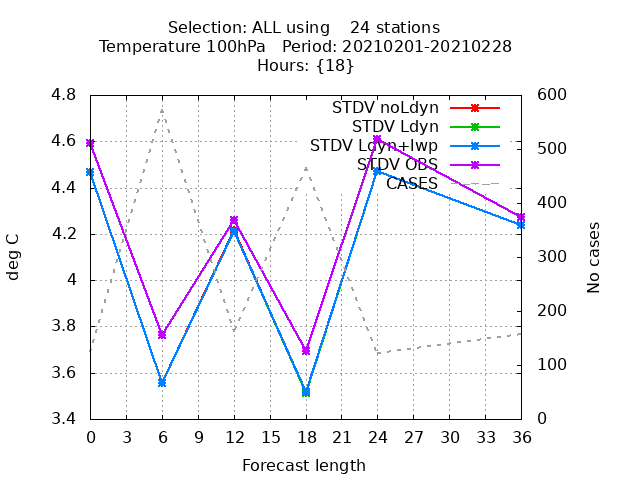 Selection: ALL using    24 stations
Temperature 100hPa   Period: 20210201-20210228
Hours: {18}
4.8
4.6
4.4
4.2
4
3.8
3.6
3.4
deg C
STDV noLdyn
STDV Ldyn
STDV Ldyn+lwp
STDV OBS
CASES
600
500
400
300
200
100
0
No cases
0 3 6 9 12 15 18 21 24 27 30 33 36
Forecast length